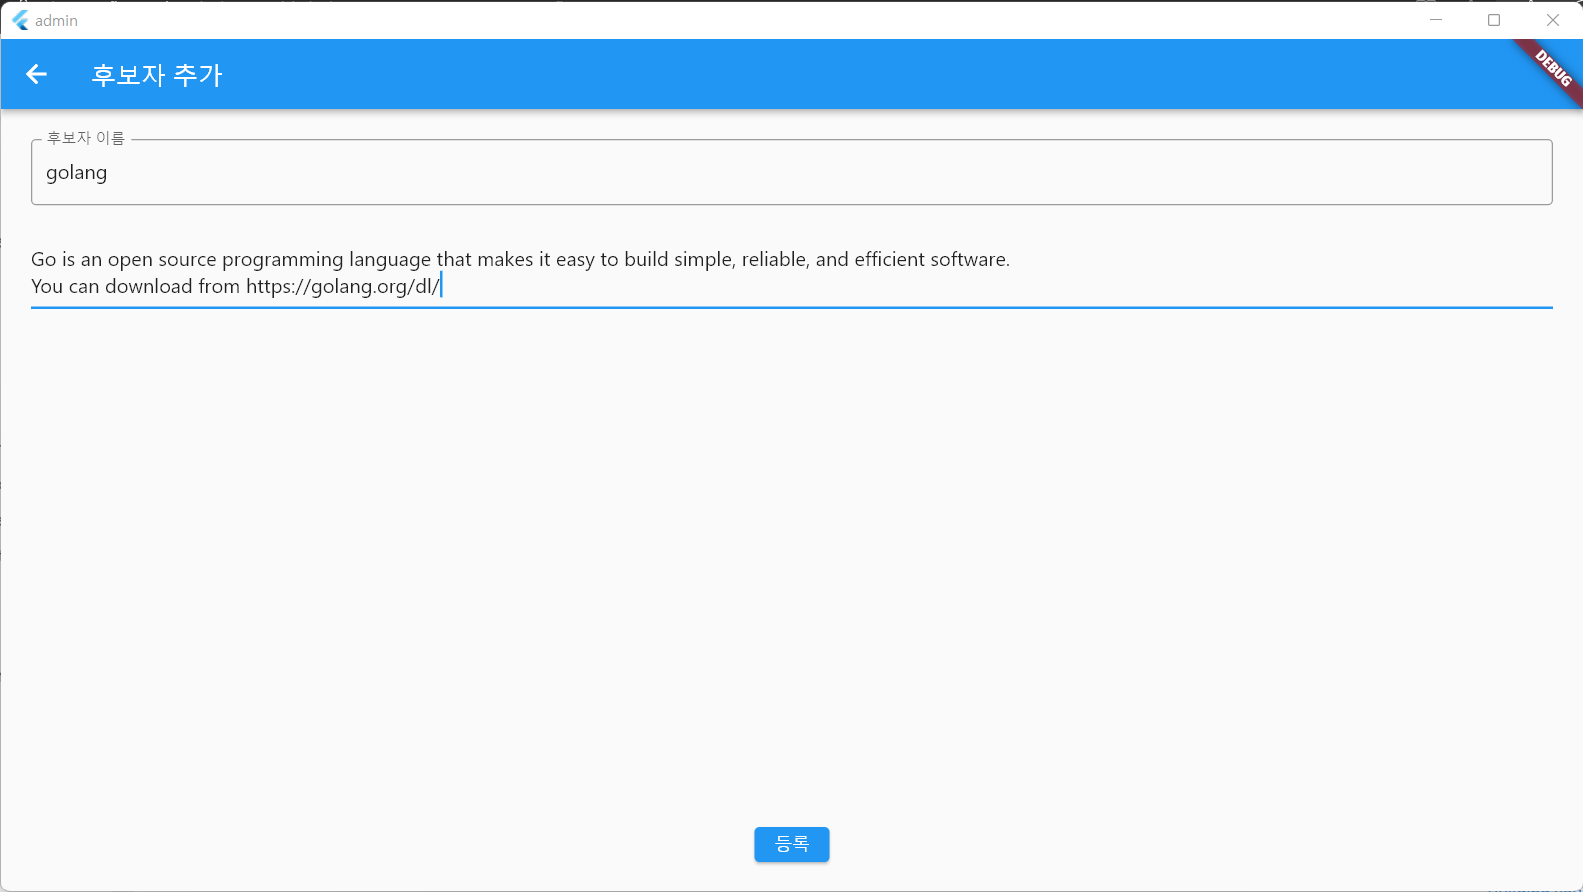 admin
후보자 추가
DEBUG
후보자 이름
golang
Go is an open source programming language that makes it easy to build simple, reliable, and efficient software.
You can download from https://golang.org/dl/
등록